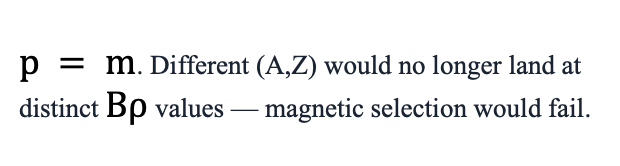 p = m. Different (A,Z) would no longer land at
distinct Bρ values — magnetic selection would fail.